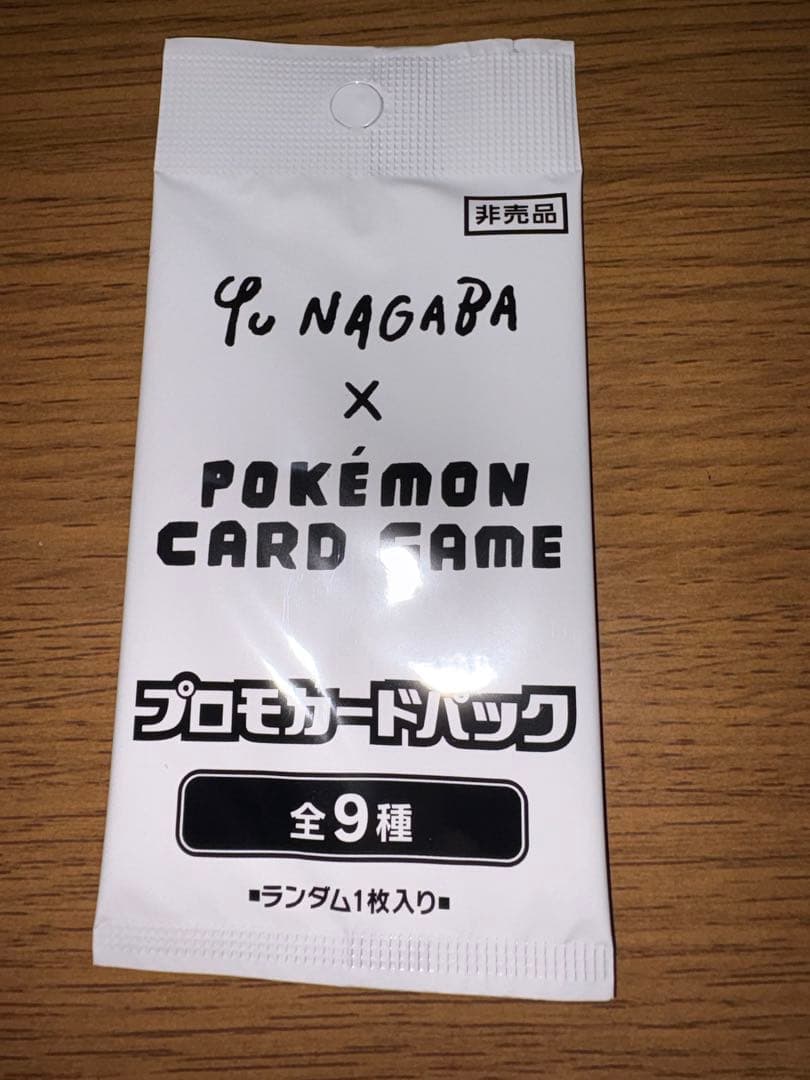 非売品
Yu NAGABA
×
POKÉMON
CARD GAME
プロモカードパック
全9種
▪ランダム1枚入り▪